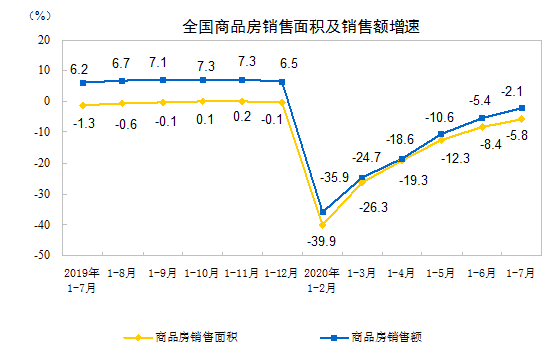 全国商品房销售面积及销售额增速
(%)
20
10
0
-10
-20
-30
-40
-50
6.2 6.7 7.1 7.3 7.3 6.5 -35.9 -24.7 -18.6 -10.6 -5.4 -2.1
-1.3 -0.6 -0.1 0.1 0.2 -0.1 -39.9 -26.3 -19.3 -12.3 -8.4 -5.8
2019年 1-8月 1-9月 1-10月 1-11月 1-12月 2020年 1-3月 1-4月 1-5月 1-6月 1-7月
1-7月 1-2月
商品房销售面积 商品房销售额